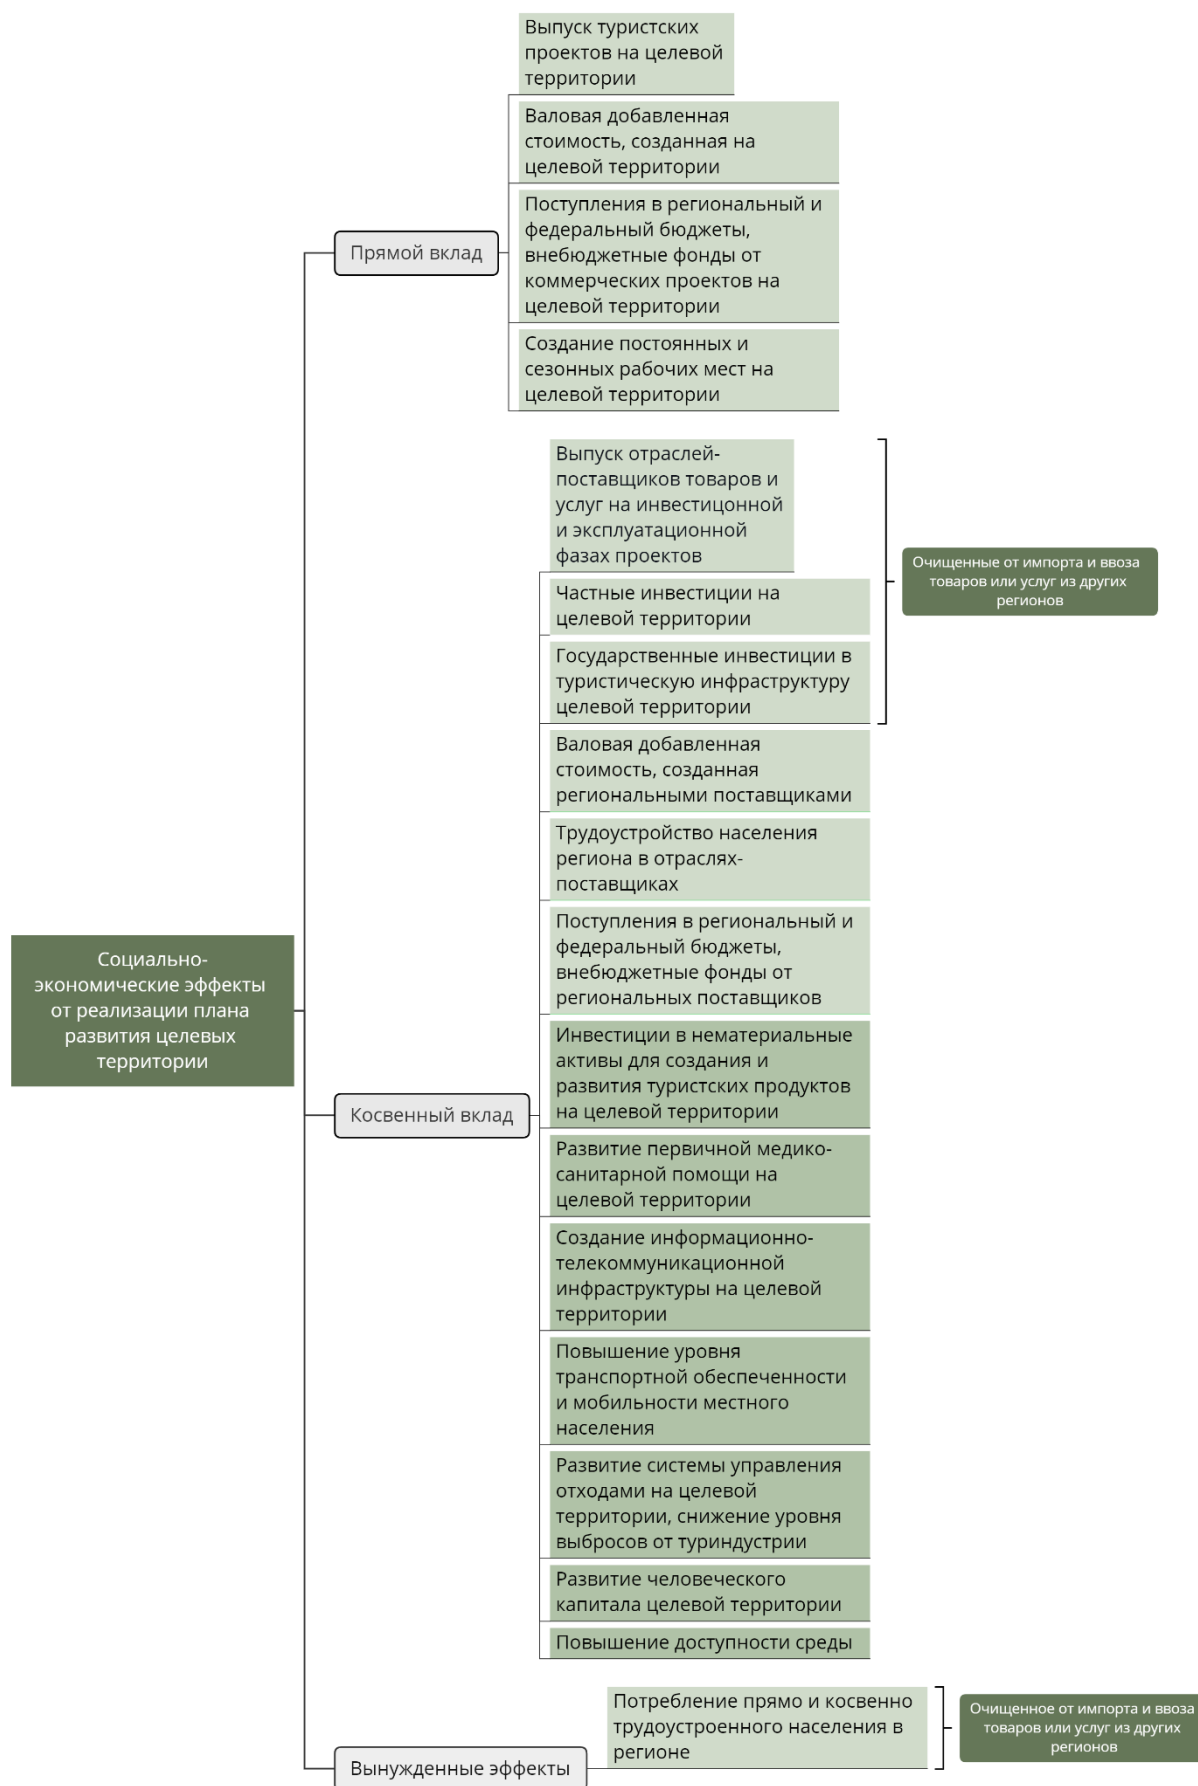 Выпуск туристских
проектов на целевой
территории
Валовая добавленная
стоимость, созданная на
целевой территории
Поступления в региональный и
федеральный бюджеты,
внебюджетные фонды от
коммерческих проектов на
целевой территории
Прямой вклад
Создание постоянных и
сезонных рабочих мест на
целевой территории
Выпуск отраслей-
поставщиков товаров и
услуг на инвестицонной
и эксплуатационной
фазах проектов
Частные инвестиции на
целевой территории
Государственные инвестиции в
туристическую инфраструктуру
целевой территории
Очищенные от импорта и ввоза
товаров или услуг из других
регионов
Валовая добавленная
стоимость, созданная
региональными поставщиками
Трудоустройство населения
региона в отраслях-
поставщиках
Поступления в региональный и
федеральный бюджеты,
внебюджетные фонды от
региональных поставщиков
Социально-
экономические эффекты
от реализации плана
развития целевых
территории
Инвестиции в нематериальные
активы для создания и
развития туристских продуктов
на целевой территории
Косвенный вклад
Развитие первичной медико-
санитарной помощи на
целевой территории
Создание информационно-
телекоммуникационной
инфраструктуры на целевой
территории
Повышение уровня
транспортной обеспеченности
и мобильности местного
населения
Развитие системы управления
отходами на целевой
территории, снижение уровня
выбросов от туриндустрии
Развитие человеческого
капитала целевой территории
Повышение доступности среды
Потребление прямо и косвенно
трудоустроенного населения в
регионе
Очищенное от импорта и ввоза
товаров или услуг из других
регионов
Вынужденные эффекты